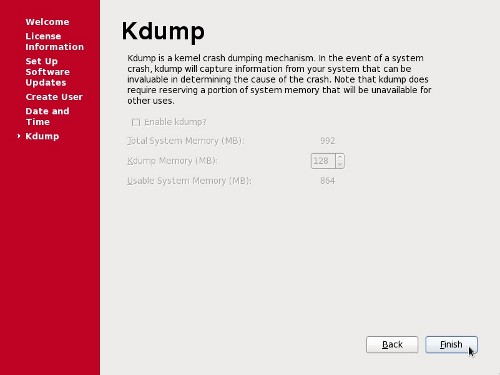 Welcome
License
Information
Set Up
Software
Updates
Create User
Date and
Time
Kdump
Kdump
Kdump is a kernel crash dumping mechanism. In the event of a system
crash, kdump will capture information from your system that can be
invaluable in determining the cause of the crash. Note that kdump does
require reserving a portion of system memory that will be unavailable for
other uses.
Enable kdump?
Total System Memory (MB): 992
Kdump Memory (MB): 128
Usable System Memory (MB): 864
Back Finish